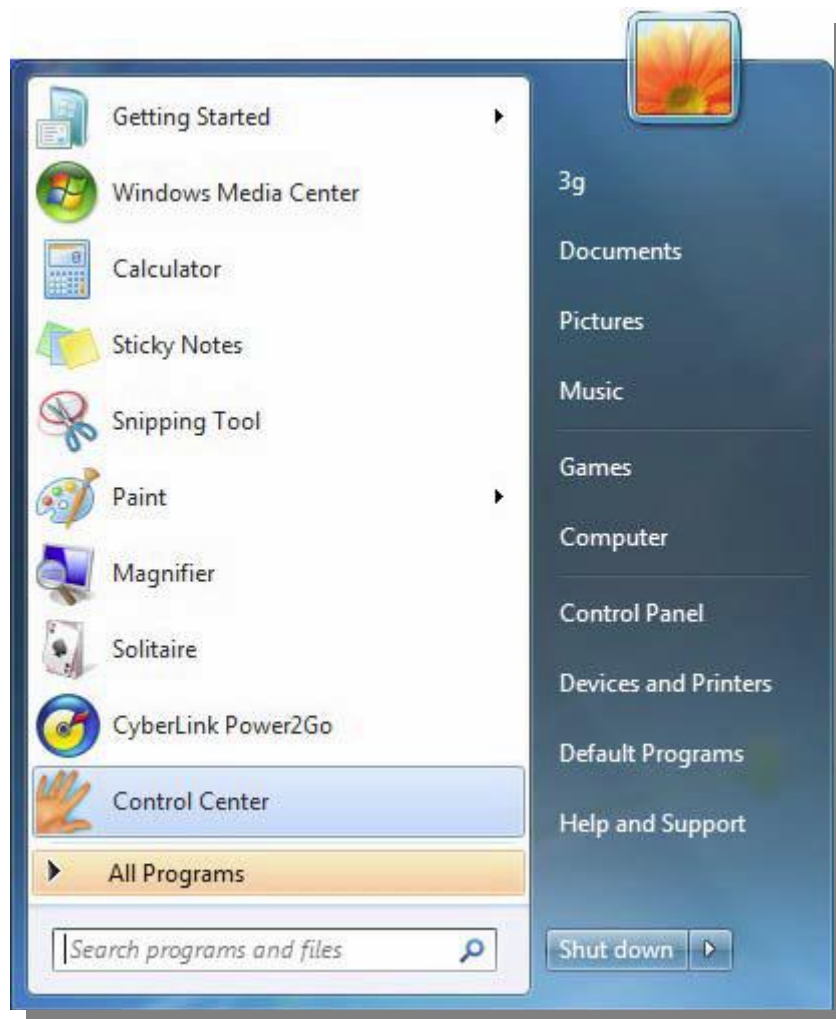 Getting Started
Windows Media Center
Calculator
Sticky Notes
Snipping Tool
Paint
Magnifier
Solitaire
CyberLink Power2Go
Control Center
All Programs
Search programs and files
3g
Documents
Pictures
Music
Games
Computer
Control Panel
Devices and Printers
Default Programs
Help and Support
Shut down